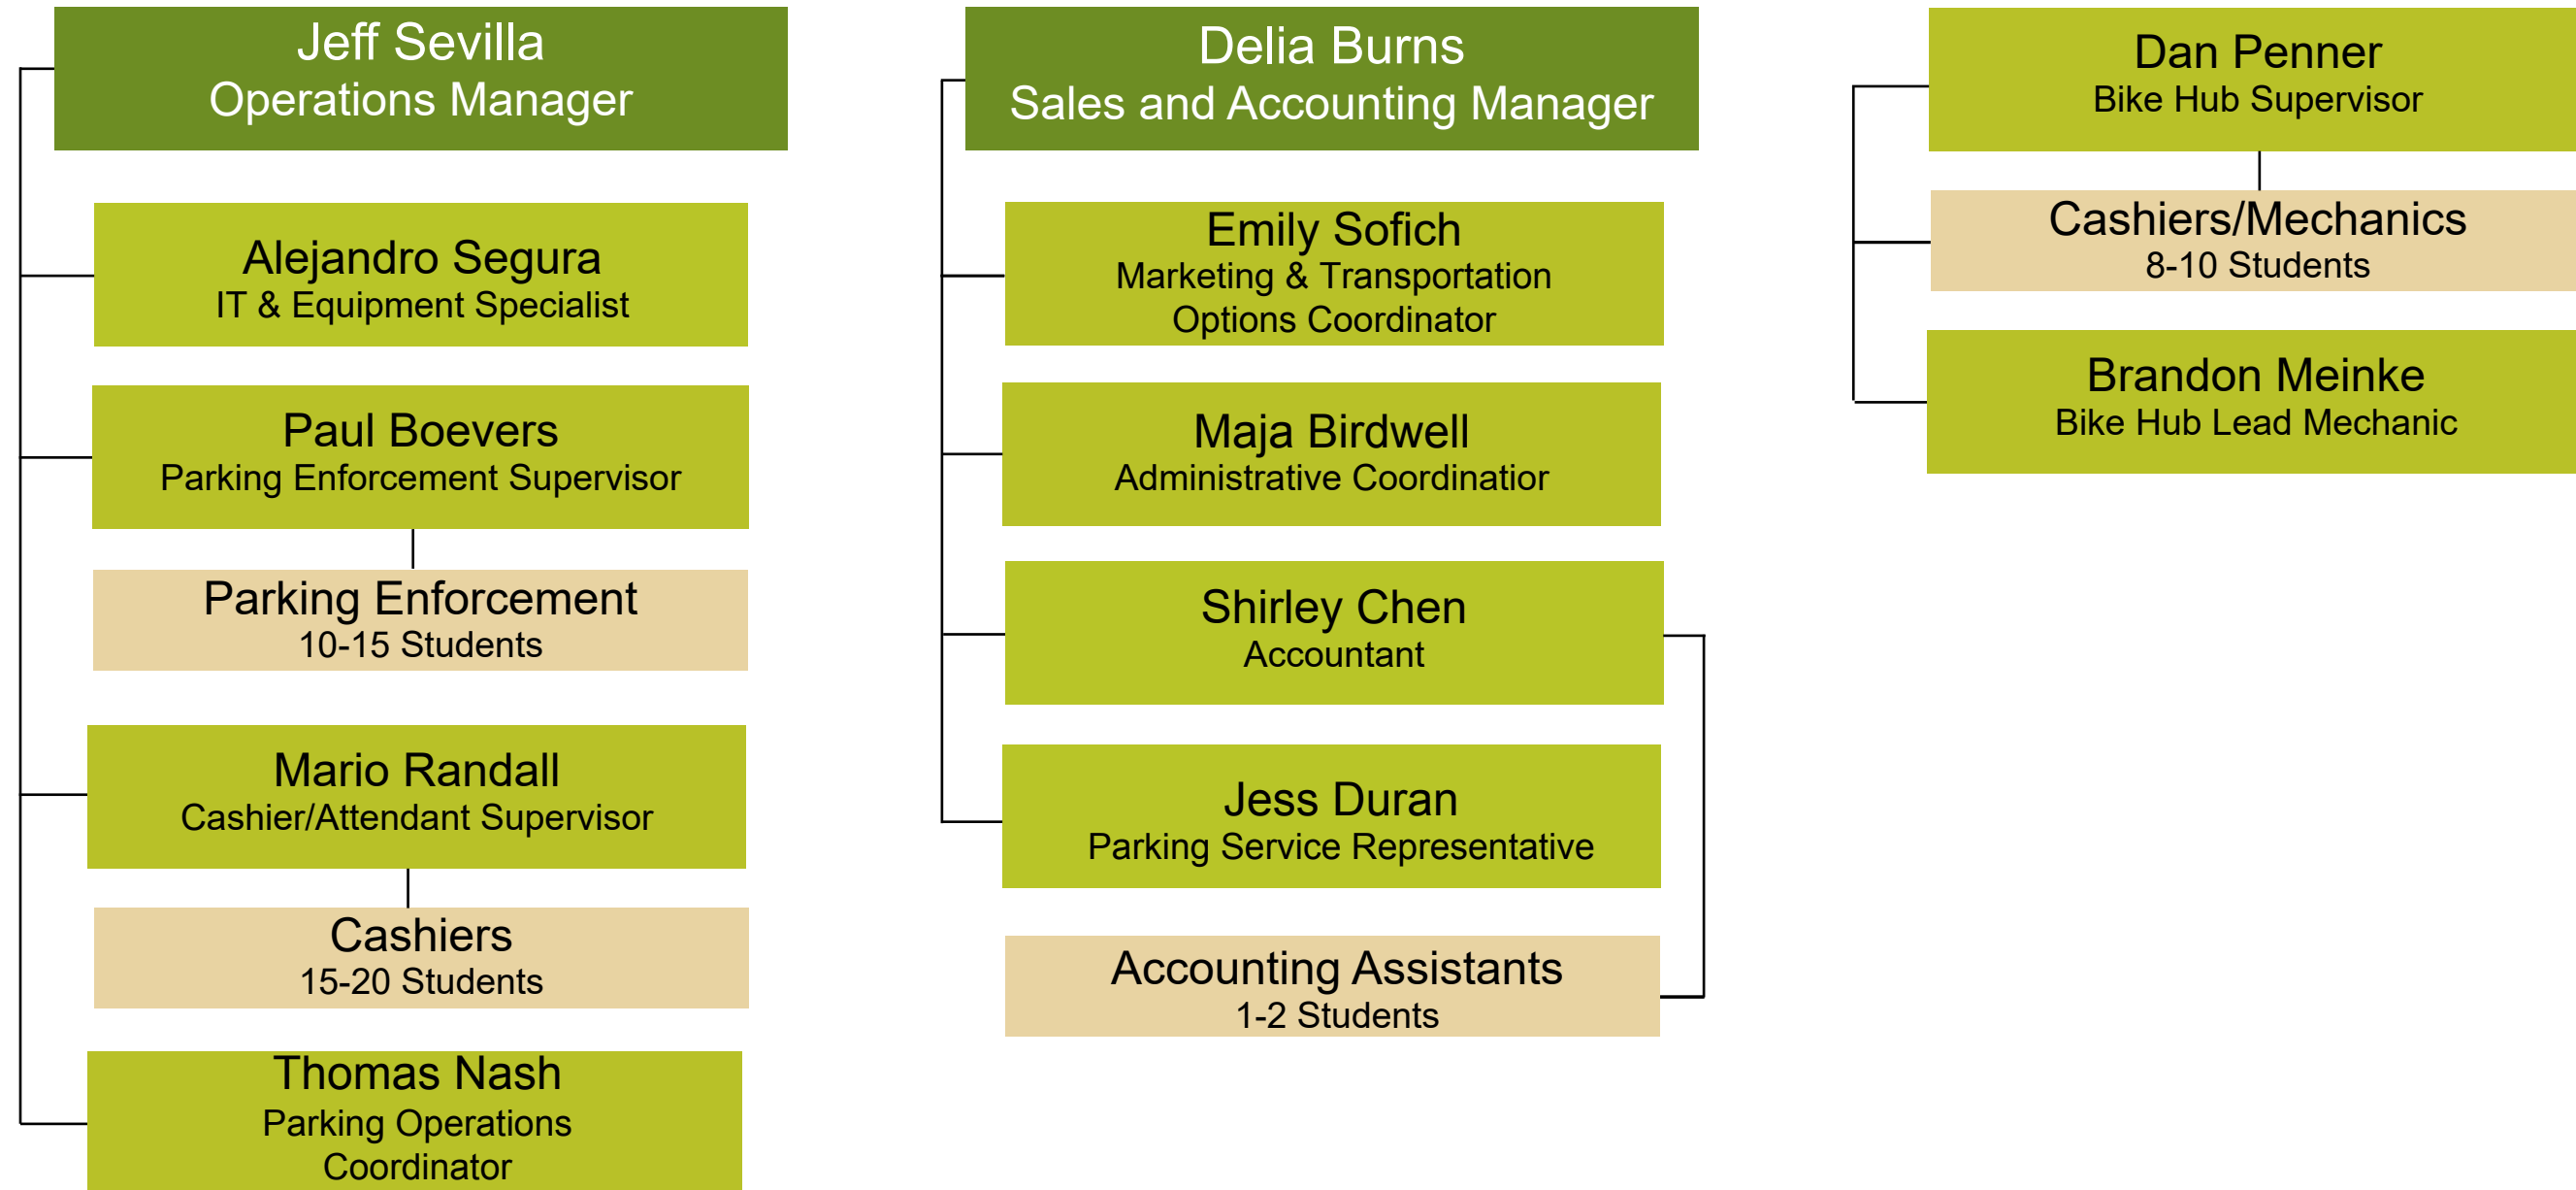 Jeff Sevilla
Operations Manager
Alejandro Segura
IT & Equipment Specialist
Paul Boevers
Parking Enforcement Supervisor
Parking Enforcement
10-15 Students
Mario Randall
Cashier/Attendant Supervisor
Cashiers
15-20 Students
Thomas Nash
Parking Operations
Coordinator
Delia Burns
Sales and Accounting Manager
Emily Sofich
Marketing & Transportation
Options Coordinator
Maja Birdwell
Administrative Coordinatior
Shirley Chen
Accountant
Jess Duran
Parking Service Representative
Accounting Assistants
1-2 Students
Dan Penner
Bike Hub Supervisor
Cashiers/Mechanics
8-10 Students
Brandon Meinke
Bike Hub Lead Mechanic